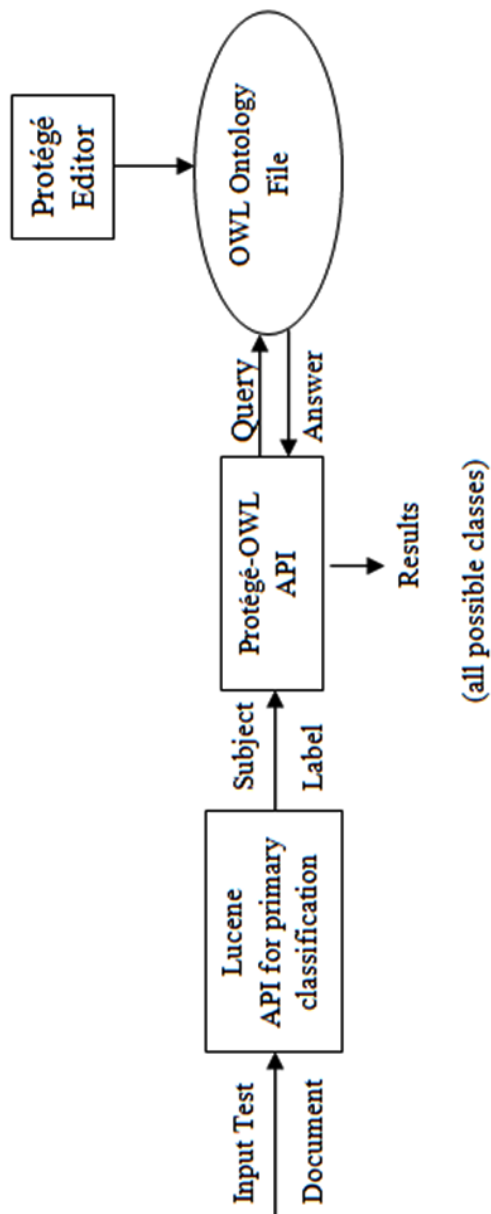 Protégé
Editor
Input Test
Document
Lucene
API for primary
classification
Subject
Label
Protégé-OWL
API
Query
Answer
OWL Ontology
File
Results
(all possible classes)